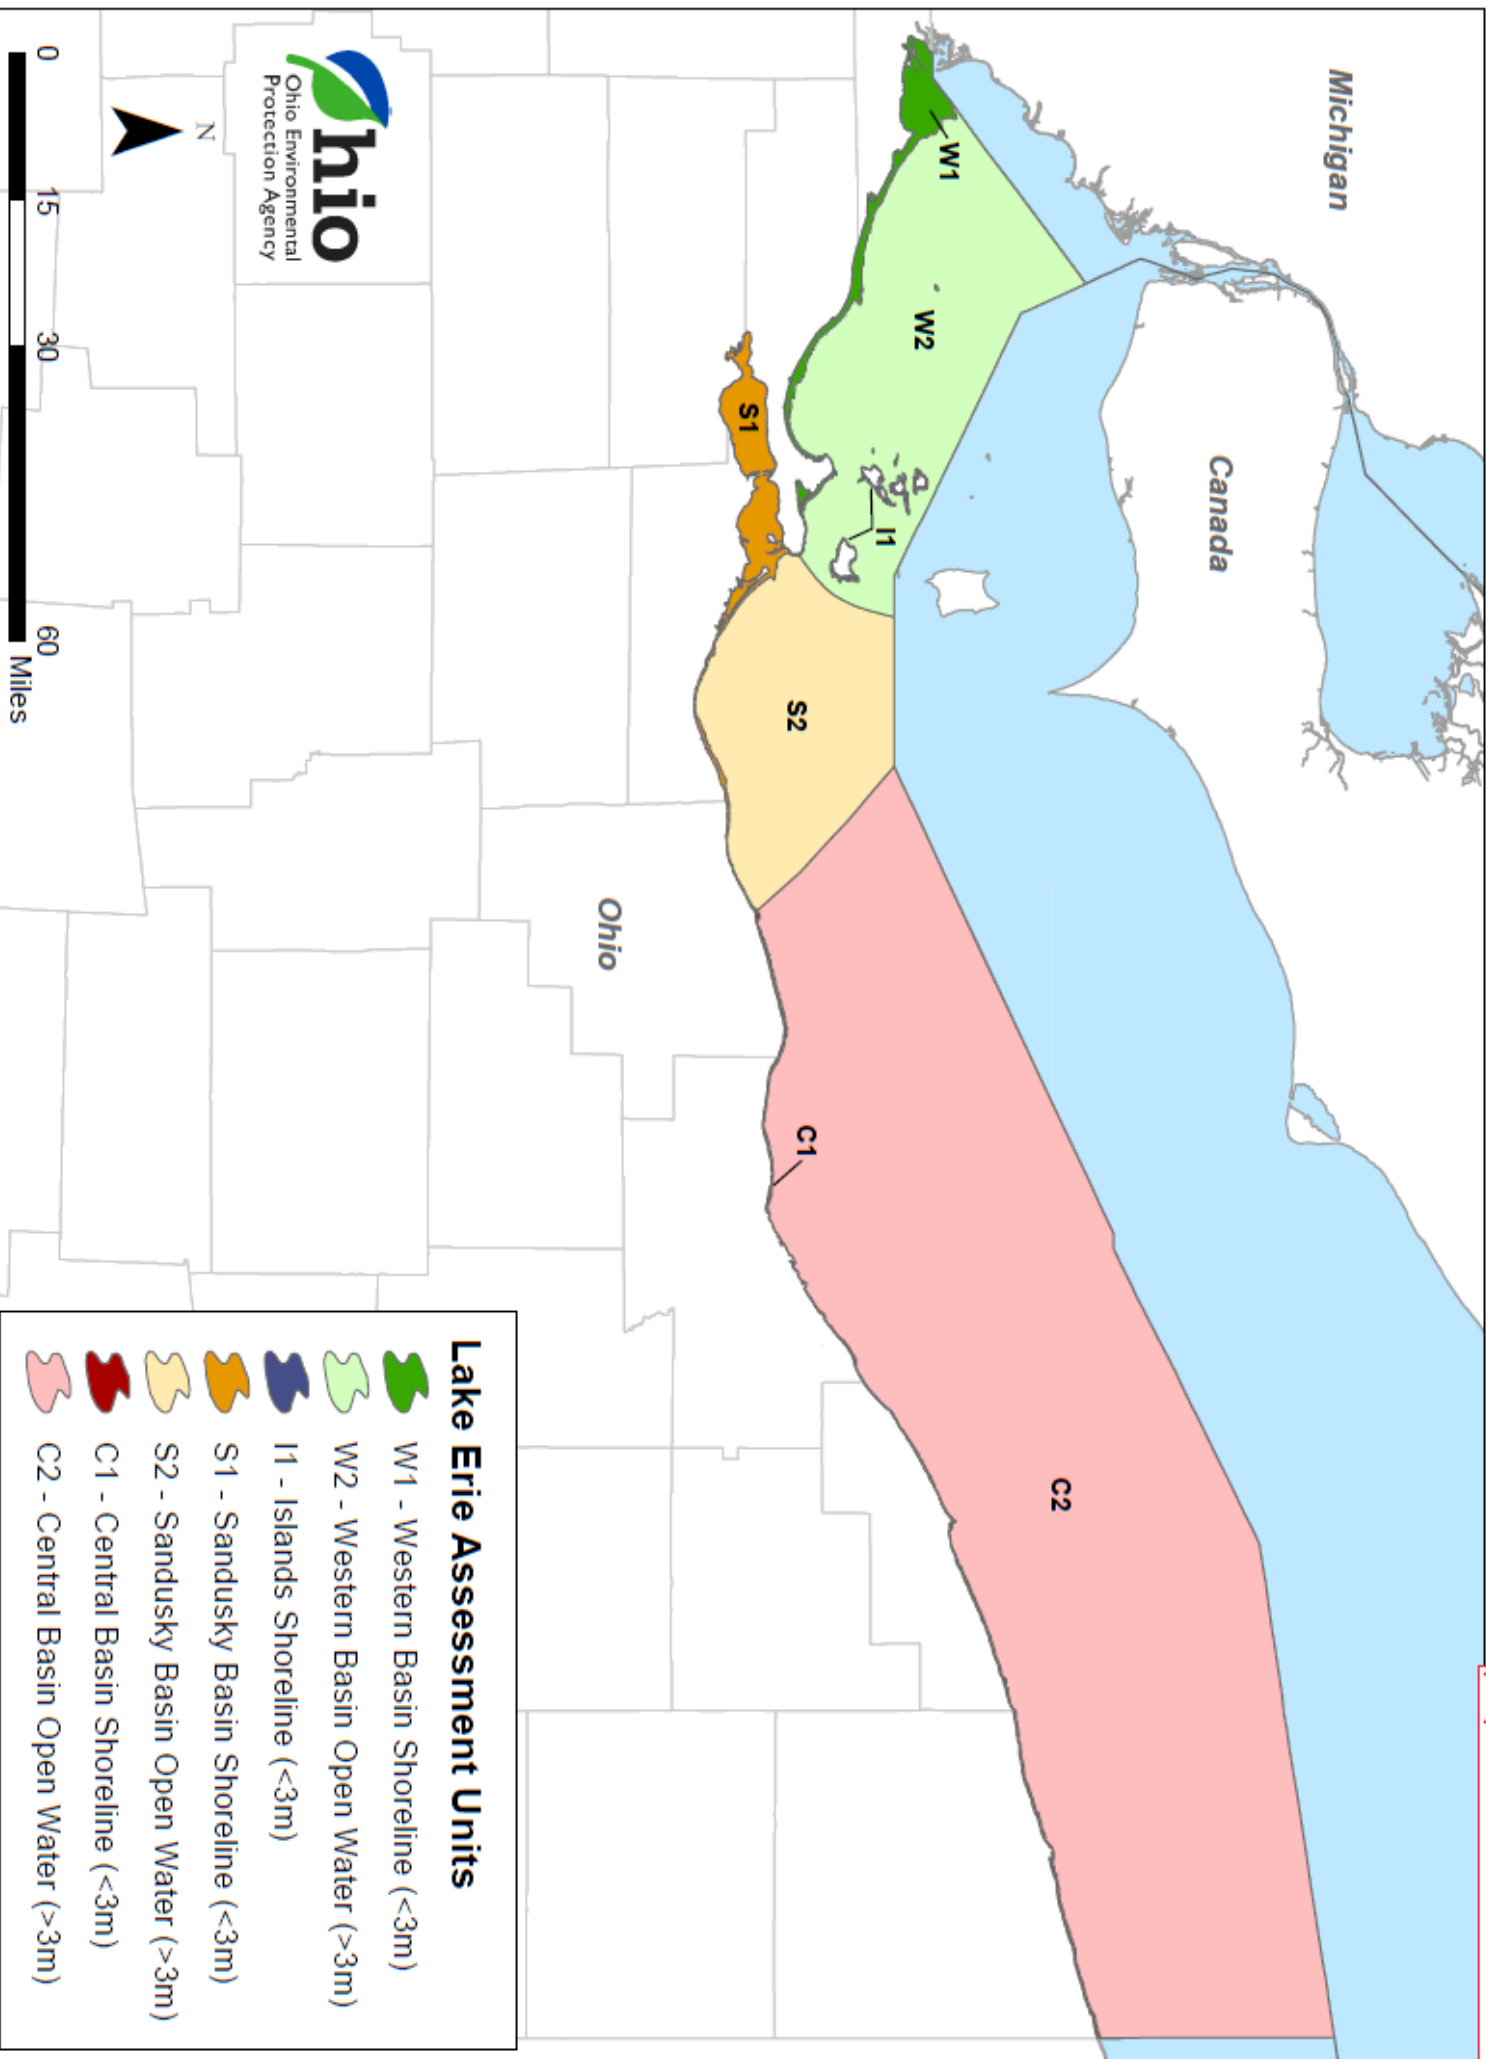 Michigan
Canada
W1
W2
I1
S1
S2
Ohio
C1
C2
hio
Ohio Environmental
Protection Agency
N
0 15 30 60
Miles
Lake Erie Assessment Units
W1 - Western Basin Shoreline (<3m)
W2 - Western Basin Open Water (>3m)
I1 - Islands Shoreline (<3m)
S1 - Sandusky Basin Shoreline (<3m)
S2 - Sandusky Basin Open Water (>3m)
C1 - Central Basin Shoreline (<3m)
C2 - Central Basin Open Water (>3m)